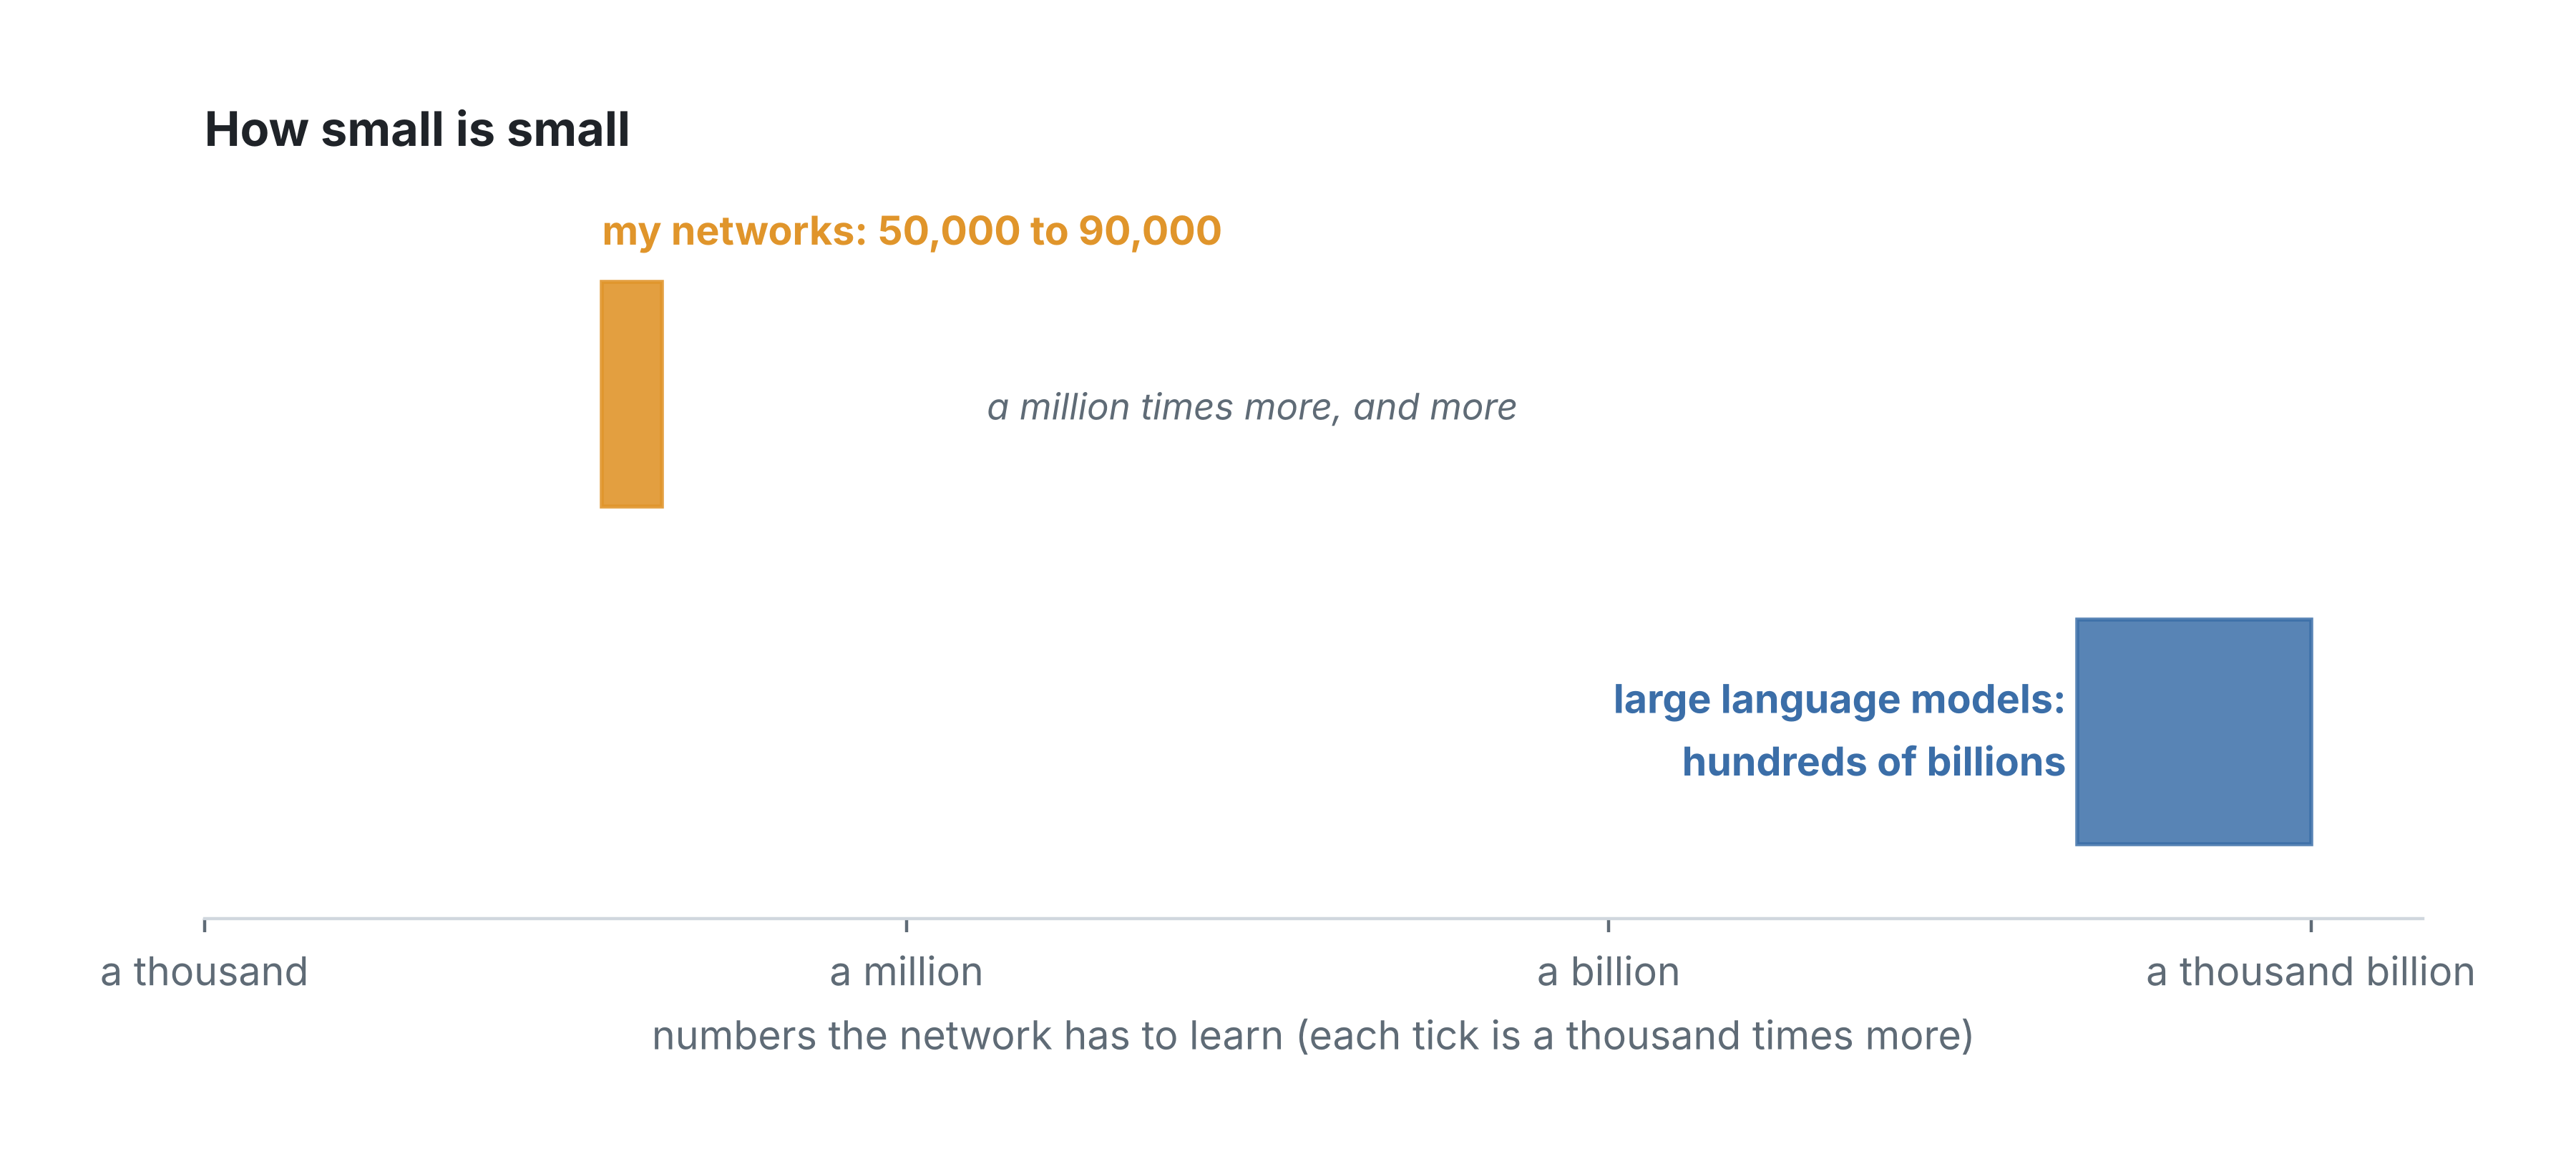 How small is small
my networks: 50,000 to 90,000
a million times more, and more
large language models:
hundreds of billions
a thousand
a million
a billion
a thousand billion
numbers the network has to learn (each tick is a thousand times more)